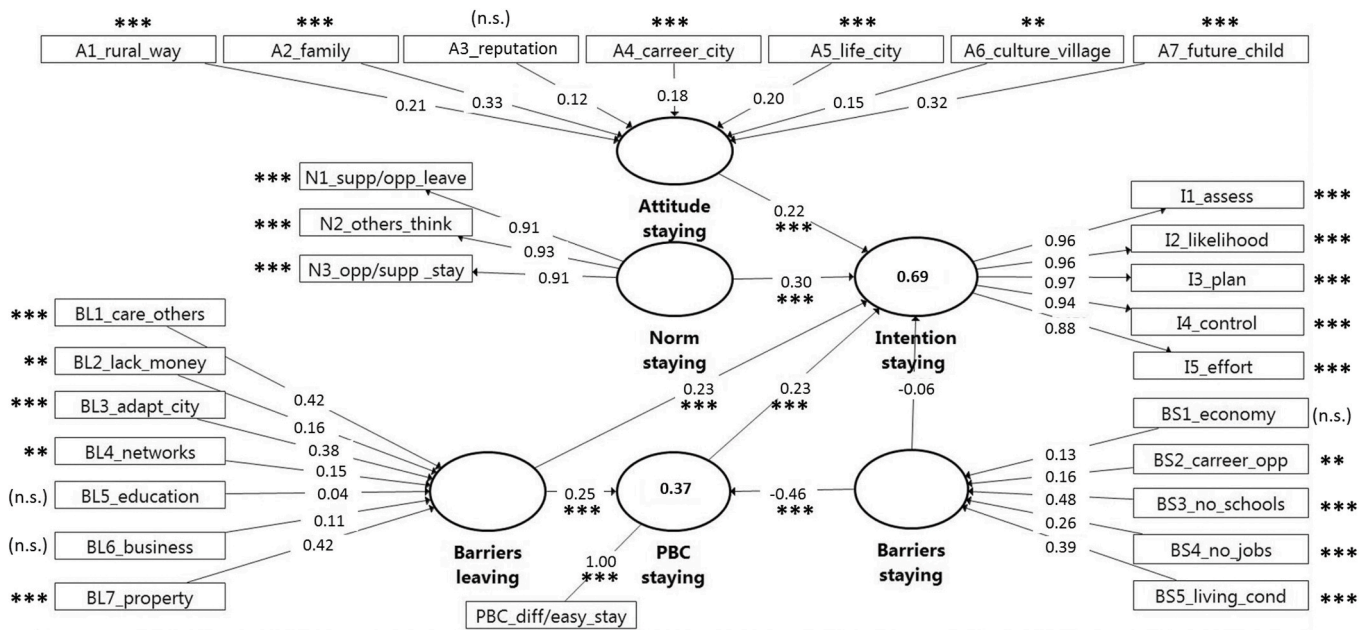 *** *** (n.s.) *** *** ** ***
A1_rural_way A2_family A3_reputation A4_carreer_city A5_life_city A6_culture_village A7_future_child
0.21 0.33 0.12 0.18 0.20 0.15 0.32
Attitude
staying
*** N1_supp/opp_leave
*** N2_others_think
*** N3_opp/supp _stay
0.91
0.93
0.91
Norm
staying
0.22
***
0.30
***
0.69
Intention
staying
I1_assess ***
I2_likelihood ***
I3_plan ***
I4_control ***
I5_effort ***
0.96
0.96
0.97
0.94
0.88
*** BL1_care_others
** BL2_lack_money
*** BL3_adapt_city
** BL4_networks
(n.s.) BL5_education
(n.s.) BL6_business
*** BL7_property
0.42
0.16
0.38
0.15
0.04
0.11
0.42
Barriers
leaving
0.23
***
0.23
***
-0.06
0.25
***
0.37
PBC
staying
-0.46
***
1.00
***
PBC_diff/easy_stay
Barriers
staying
0.13
0.16
0.48
0.26
0.39
BS1_economy (n.s.)
BS2_carreer_opp **
BS3_no_schools ***
BS4_no_jobs ***
BS5_living_cond ***